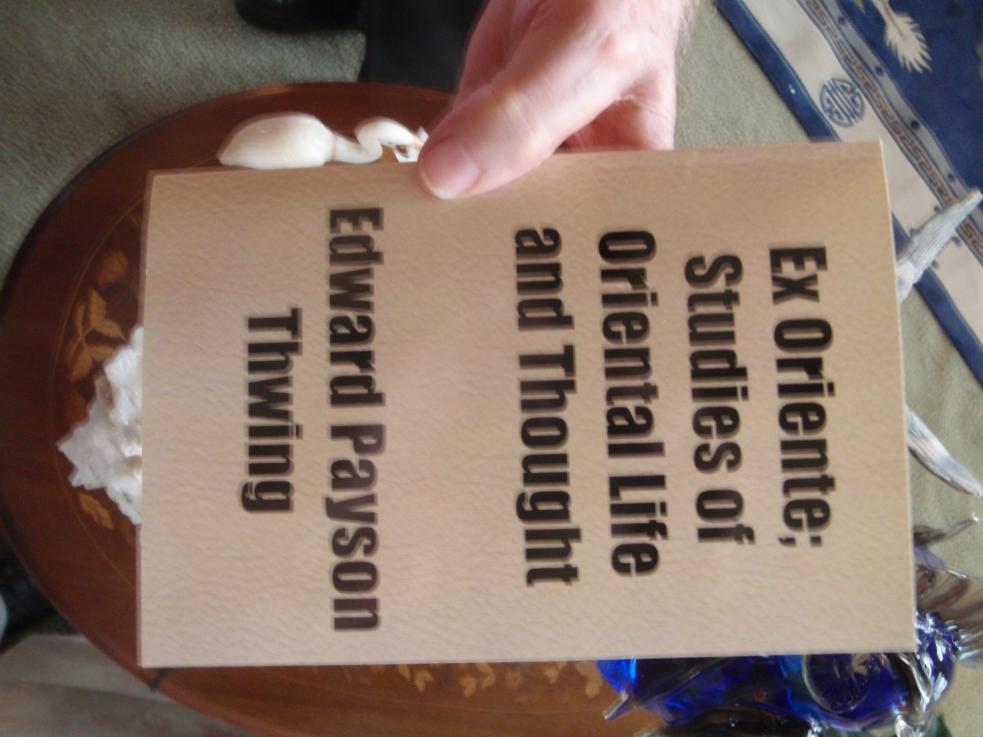 Ex Oriente;
Studies of
Oriental Life
and Thought
Edward Payson
Thwing